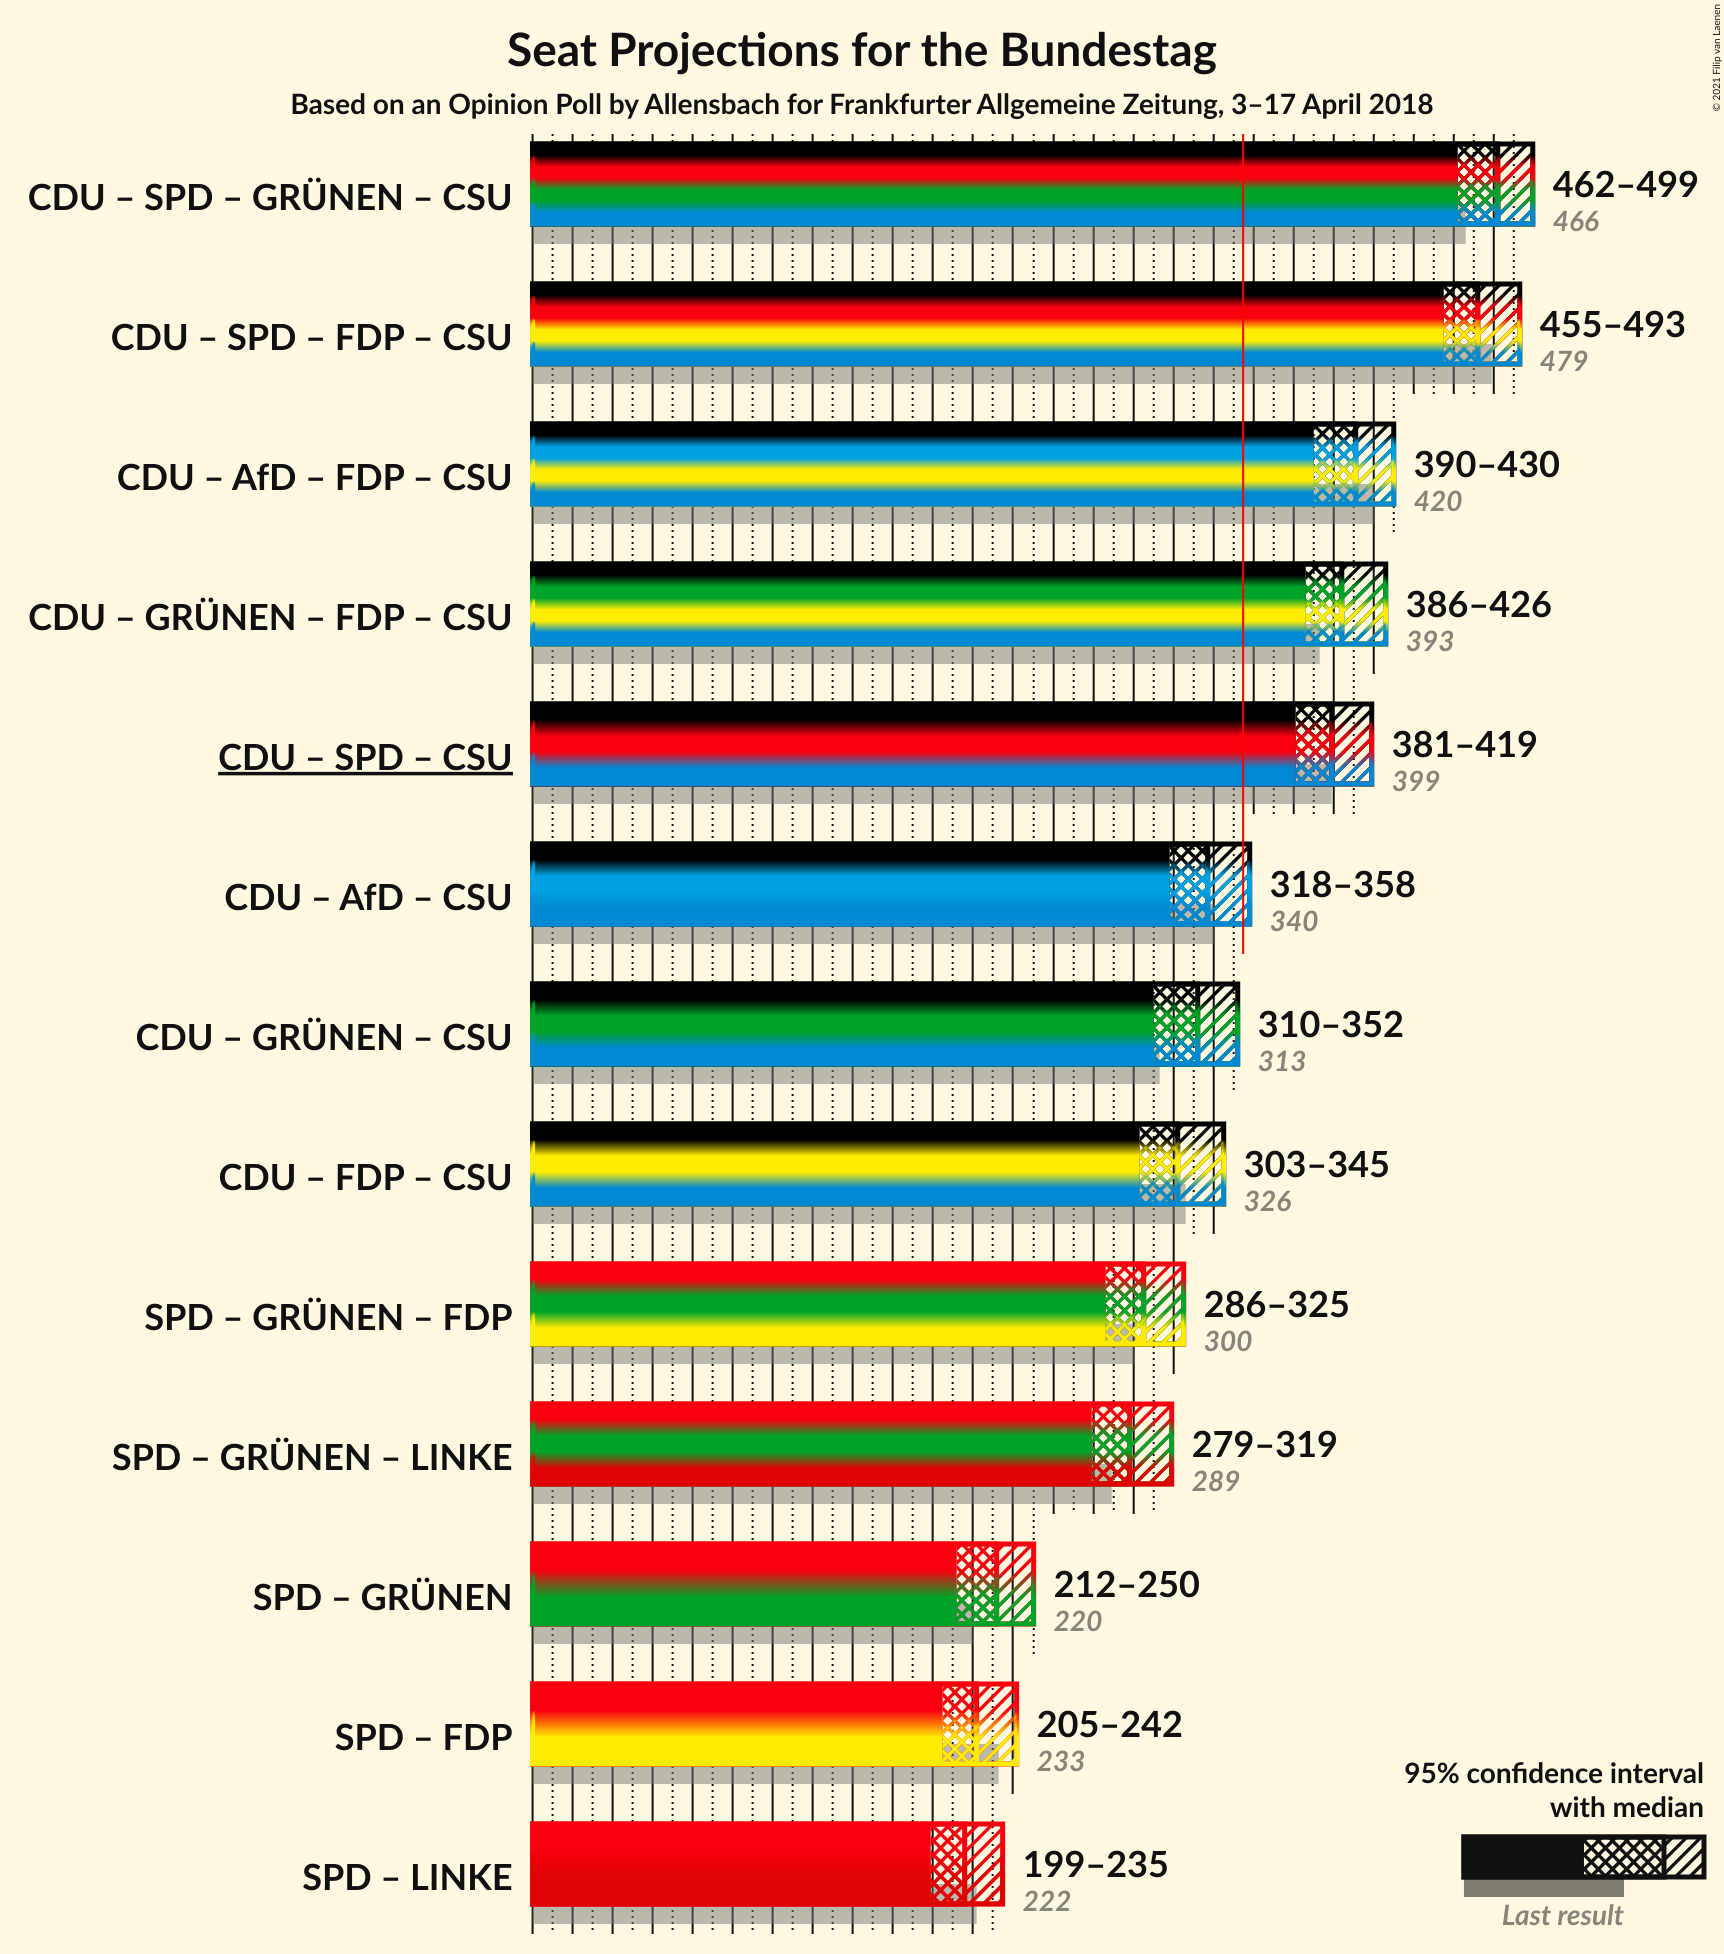 Seat Projections for the Bundestag
Based on an Opinion Poll by Allensbach for Frankfurter Allgemeine Zeitung, 3–17 April 2018
© 2021 Filip van Laenen
CDU – SPD – GRÜNEN – CSU
462–499
466
CDU – SPD – FDP – CSU
455–493
479
CDU – AfD – FDP – CSU
390–430
420
CDU – GRÜNEN – FDP – CSU
386–426
393
CDU – SPD – CSU
381–419
399
CDU – AfD – CSU
318–358
340
CDU – GRÜNEN – CSU
310–352
313
CDU – FDP – CSU
303–345
326
SPD – GRÜNEN – FDP
286–325
300
SPD – GRÜNEN – LINKE
279–319
289
SPD – GRÜNEN
212–250
220
SPD – FDP
205–242
233
SPD – LINKE
199–235
222
95% confidence interval
with median
Last result